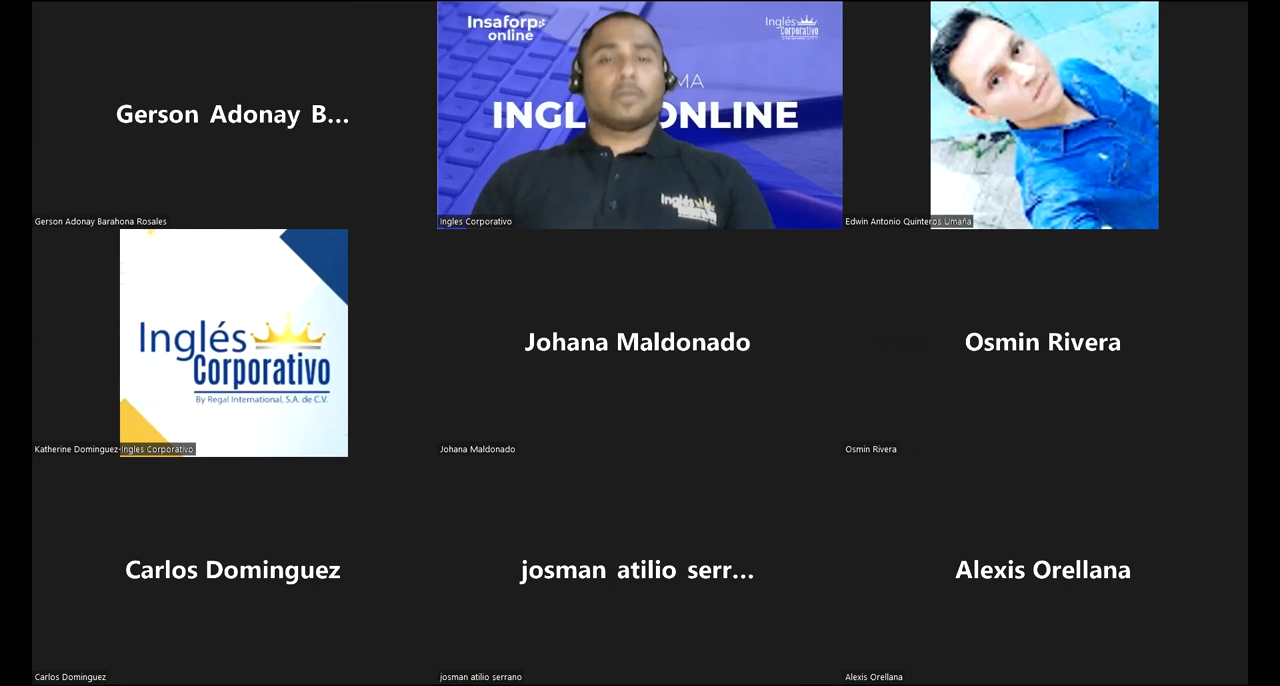 Gerson Adonay B...
Gerson Adonay Barahona Rosales
Insaforp
online
Inglés
Corporativo
MA
INGL ONLINE
Inglés
Ingles Corporativo
Edwin Antonio Quinteros Umaña
Inglés
Corporativo
By Regal International, S.A. de C.V.
Katherine Dominguez-Ingles Corporativo
Johana Maldonado
Johana Maldonado
Osmin Rivera
Osmin Rivera
Carlos Dominguez
Carlos Dominguez
josman atilio serr...
josman atilio serrano
Alexis Orellana
Alexis Orellana